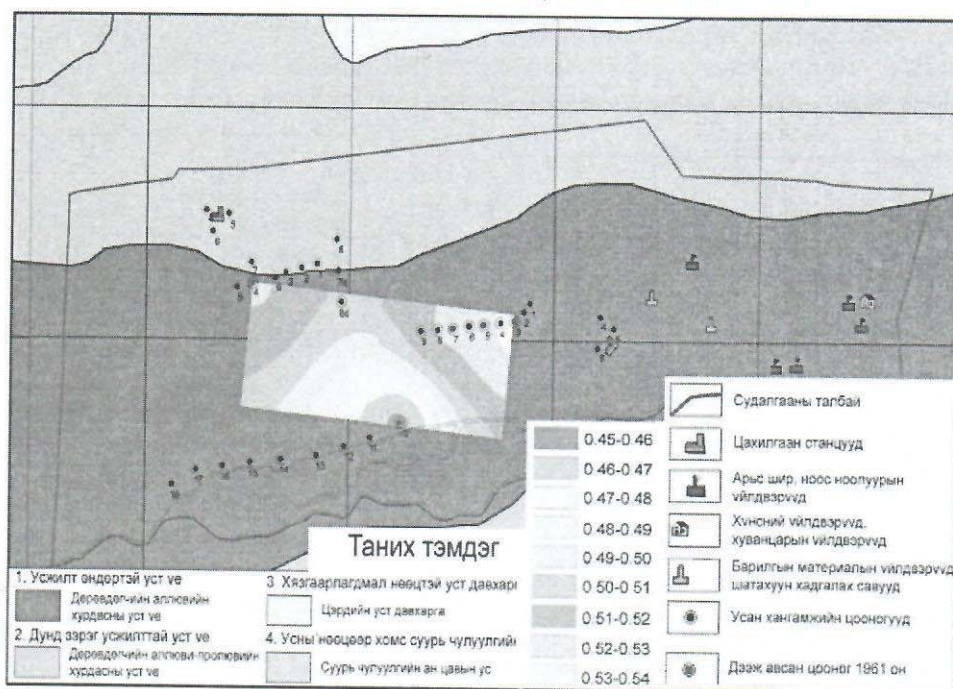 Таних тэмдэг
1. Усжилт өндөртэй уст үе
Дөрөвдөгчийн аллювийн
хурдасны уст үе
2. Дунд зэрэг усжилттай уст үе
Дөрөвдөгчийн аллюви-пролювийн
хурдасны уст үе
3 Хязгаарлагдмал нөөцтэй уст давхарг
Цэрдийн уст давхарга
4. Усны нөөцөөр хомс суурь чулуулгийн
Суурь чулуулгийн ан цавын ус
0.45-0.46
0.46-0.47
0.47-0.48
0.48-0.49
0.49-0.50
0.50-0.51
0.51-0.52
0.52-0.53
0.53-0.54
Судалгааны талбай
Цахилгаан станцууд
Арьс шир, ноос ноолуурын
үйлдвэрүүд
Хүнсний үйлдвэрүүд,
хуванцарын үйлдвэрүүд
Барилгын материалын үйлдвэрүүд
шатахуун хадгалах савууд
Усан хангамжийн цооногууд
Дээж авсан цооног 1961 он